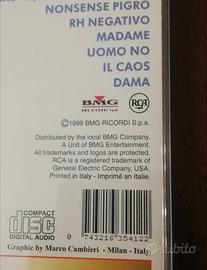 NONSENSE PIGRO
RH NEGATIVO
MADAME
UOMO NO
IL CAOS
DAMA
BMG
BMG RICORDI S.p.A.
RCA
©1999 BMG RICORDI S.p.a.
Distributed by the local BMG Company.
A Unit of BMG Entertainment.
All trademarks and logos are protected.
RCA is a registered trademark of
General Electric Company, USA.
Printed in italy - Imprimé an Italie.
COMPACT
disc
DIGITAL AUDIO
0 743216 354122
Graphic by Marco Cambieri - Milan - Italy
subito